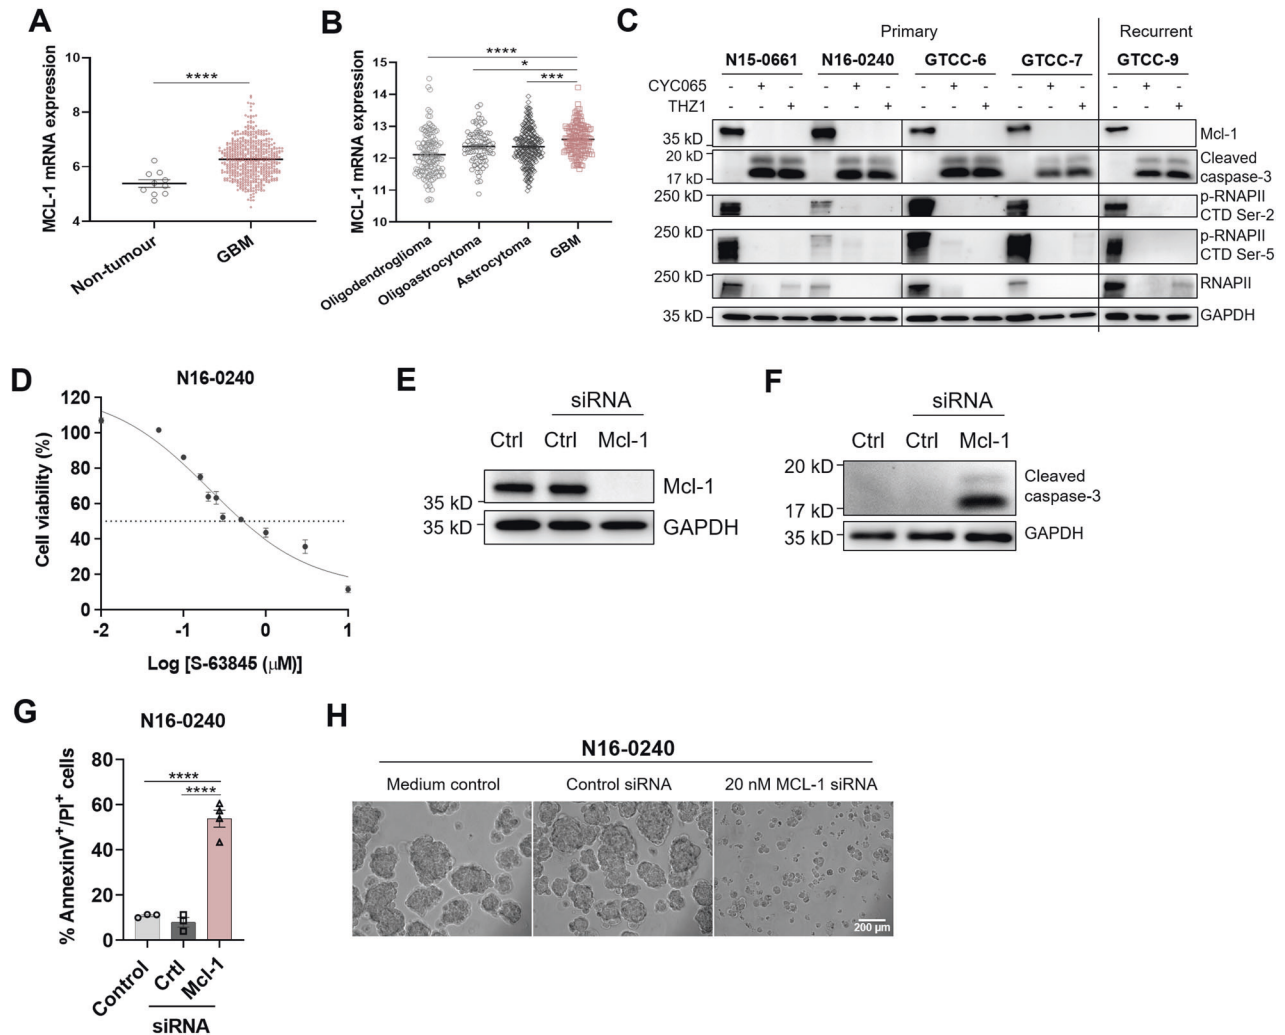 A
MCL-1 mRNA expression
10
8
6
4
****
Non-tumour
GBM
B
MCL-1 mRNA expression
15
14
13
12
11
10
****
*
***
Oligodendroglioma
Oligoastrocytoma
Astrocytoma
GBM
C
Primary
Recurrent
N15-0661
N16-0240
GTCC-6
GTCC-7
GTCC-9
CYC065 - + - - + - - + - - + - - + -
THZ1 - - + - - + - - + - - + - - +
35 kD
Mcl-1
20 kD
17 kD
Cleaved
caspase-3
250 kD
p-RNAPII
CTD Ser-2
250 kD
p-RNAPII
CTD Ser-5
250 kD
RNAPII
35 kD
GAPDH
D
N16-0240
Cell viability (%)
120
100
80
60
40
20
0
-2 -1 0 1
Log [S-63845 (μM)]
E
siRNA
Ctrl Ctrl Mcl-1
35 kD
Mcl-1
35 kD
GAPDH
F
siRNA
Ctrl Ctrl Mcl-1
20 kD
17 kD
Cleaved
caspase-3
35 kD
GAPDH
G
N16-0240
% AnnexinV+/PI+ cells
80
60
40
20
0
****
****
Control
Crtl
Mcl-1
siRNA
H
N16-0240
Medium control
Control siRNA
20 nM MCL-1 siRNA
200 μm